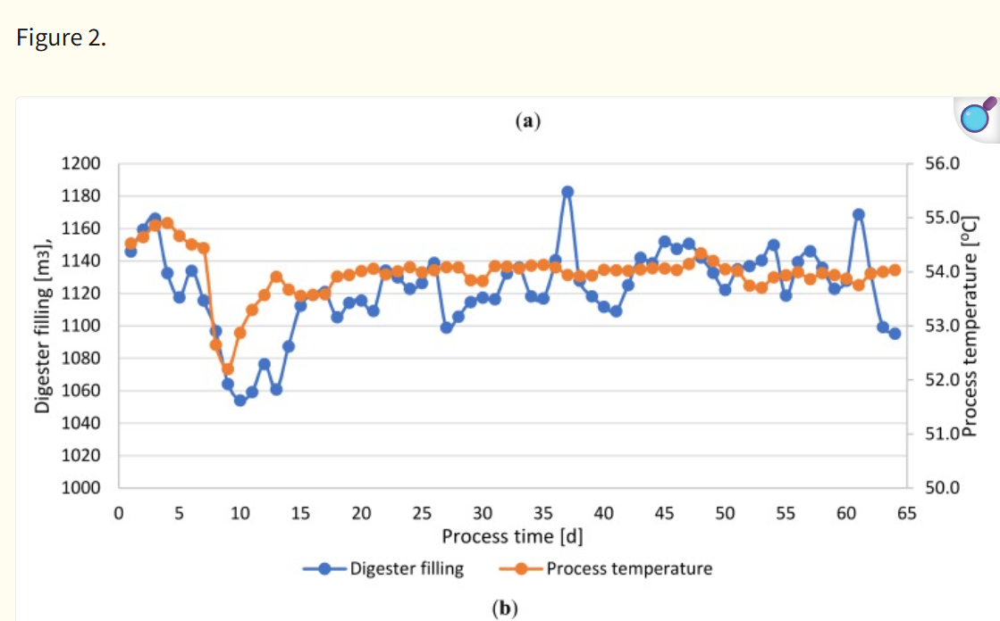 Figure 2.
(a)
1200
1180
1160
1140
1120
1100
1080
1060
1040
1020
1000
Digester filling [m3],
56.0
55.0
54.0
53.0
52.0
51.0
50.0
Process temperature [°C]
0 5 10 15 20 25 30 35 40 45 50 55 60 65
Process time [d]
Digester filling Process temperature
(b)